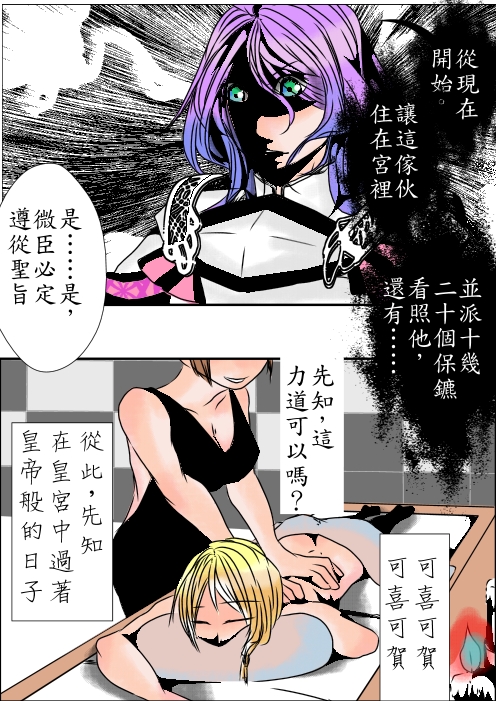 從現在
開始。
讓這傢伙
住在宮裡
並派十幾
二十個保鑣
看照他，
還有……
是……是，
微臣必定
遵從聖旨
先知，這
力道可以嗎？
從此，先知
在皇宮中過著
皇帝般的日子
可喜可賀
可喜可賀